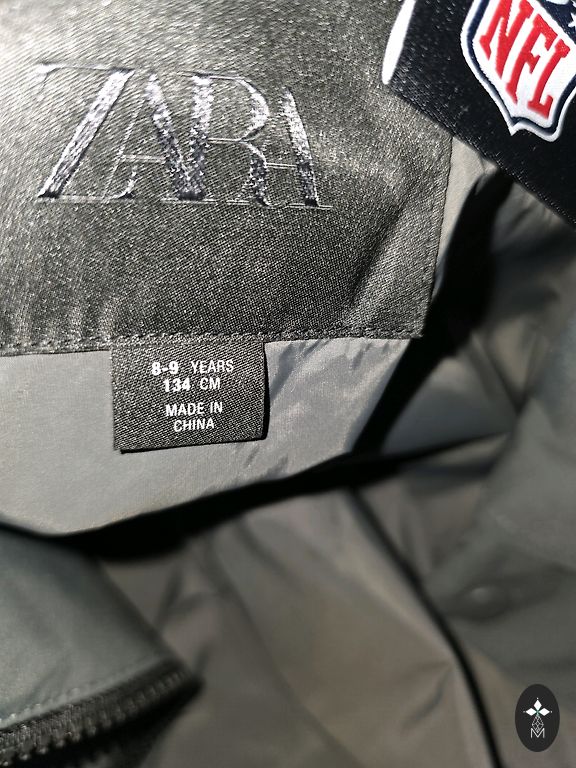 ZARA
NFL
8-9 YEARS
134 CM
MADE IN
CHINA
M